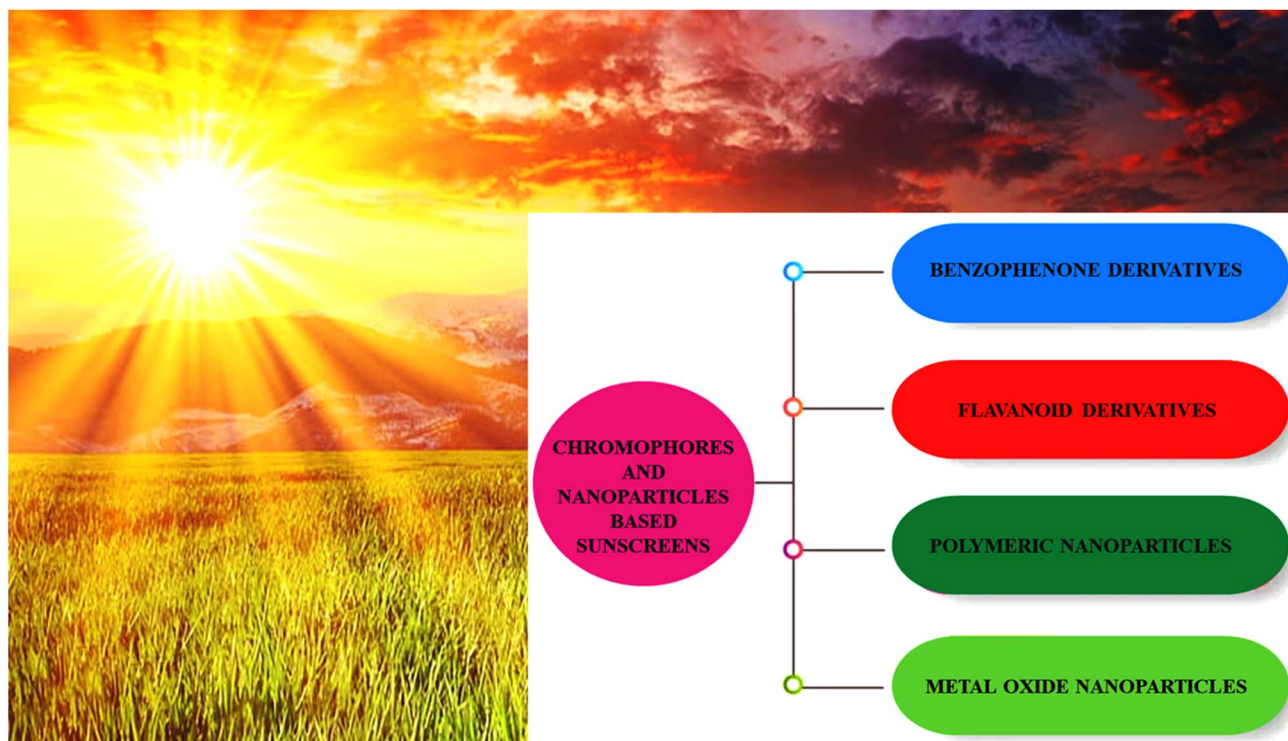 CHROMOPHORES
AND
NANOPARTICLES
BASED
SUNSCREENS
BENZOPHENONE DERIVATIVES
FLAVANOID DERIVATIVES
POLYMERIC NANOPARTICLES
METAL OXIDE NANOPARTICLES